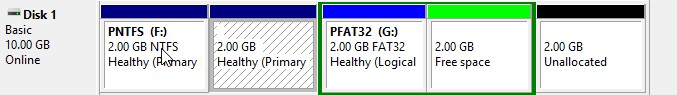 Disk 1
Basic
10.00 GB
Online
PNTFS (F:)
2.00 GB NTFS
Healthy (Primary
2.00 GB
Healthy (Primary
PFAT32 (G:)
2.00 GB FAT32
Healthy (Logical
2.00 GB
Free space
2.00 GB
Unallocated